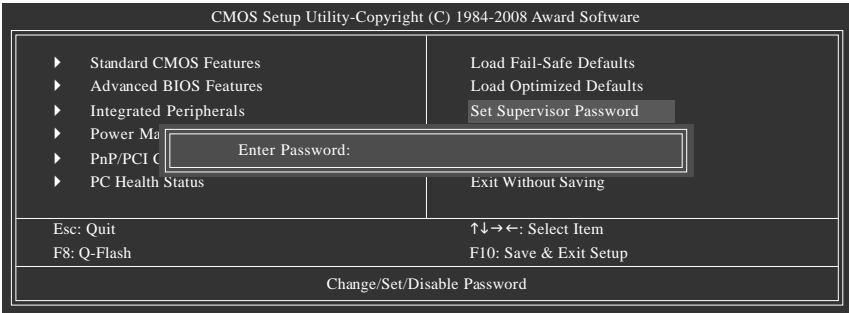 CMOS Setup Utility-Copyright (C) 1984-2008 Award Software
Standard CMOS Features
Advanced BIOS Features
Integrated Peripherals
Power Ma
PnP/PCI C
PC Health Status
Load Fail-Safe Defaults
Load Optimized Defaults
Set Supervisor Password
Exit Without Saving
Enter Password:
Esc: Quit
↑↓→←: Select Item
F8: Q-Flash
F10: Save & Exit Setup
Change/Set/Disable Password